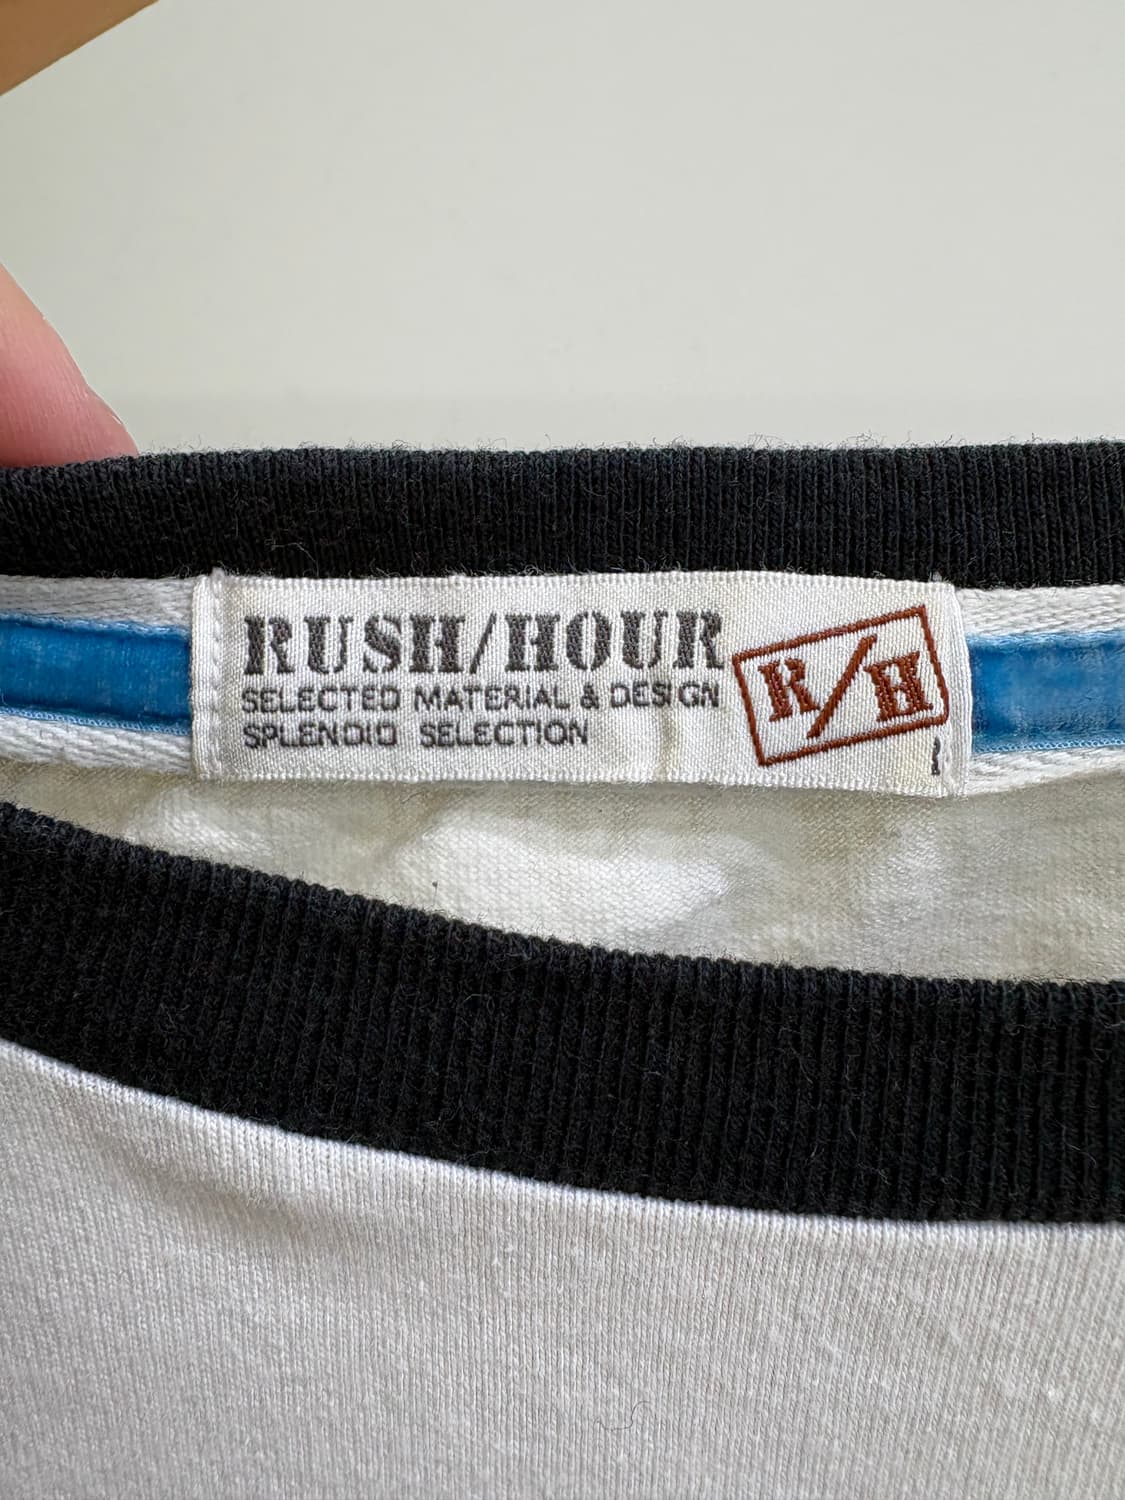 RUSH/HOUR
SELECTED MATERIAL & DESIGN
SPLENDID SELECTION
R/H